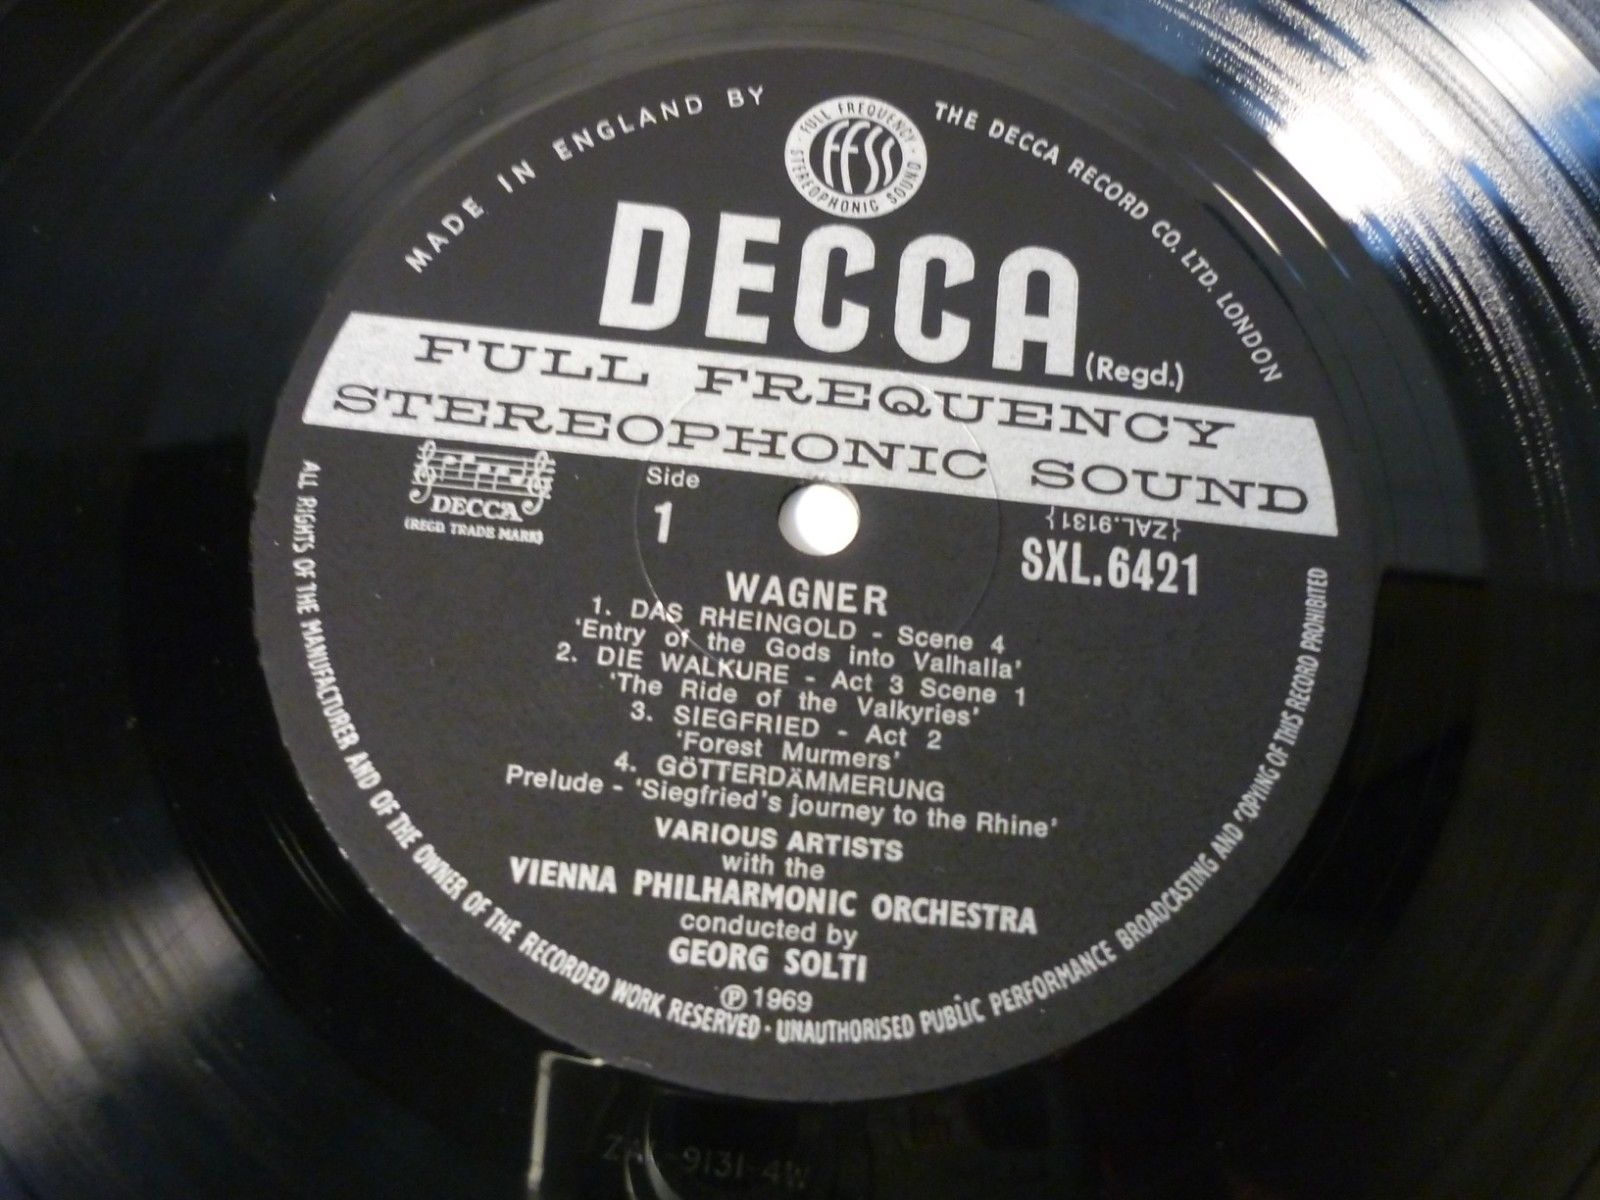 MADE IN ENGLAND BY
THE DECCA RECORD CO. LTD. LONDON
FULL FREQUENCY
FFSS
STEREOPHONIC SOUND
DECCA
(Regd.)
FULL FREQUENCY
STEREOPHONIC SOUND
DECCA
(REGD. TRADE MARK)
Side
1
{ZAL.9131}
SXL.6421
WAGNER
1. DAS RHEINGOLD - Scene 4
'Entry of the Gods into Valhalla'
2. DIE WALKURE - Act 3 Scene 1
'The Ride of the Valkyries'
3. SIEGFRIED - Act 2
'Forest Murmers'
4. GÖTTERDÄMMERUNG
Prelude - 'Siegfried's journey to the Rhine'
VARIOUS ARTISTS
with the
VIENNA PHILHARMONIC ORCHESTRA
conducted by
GEORG SOLTI
Ⓟ 1969
ALL RIGHTS OF THE MANUFACTURER AND OF THE OWNER OF THE RECORDED WORK RESERVED · UNAUTHORISED PUBLIC PERFORMANCE BROADCASTING AND COPYING OF THIS RECORD PROHIBITED
ZAL-9131-4W